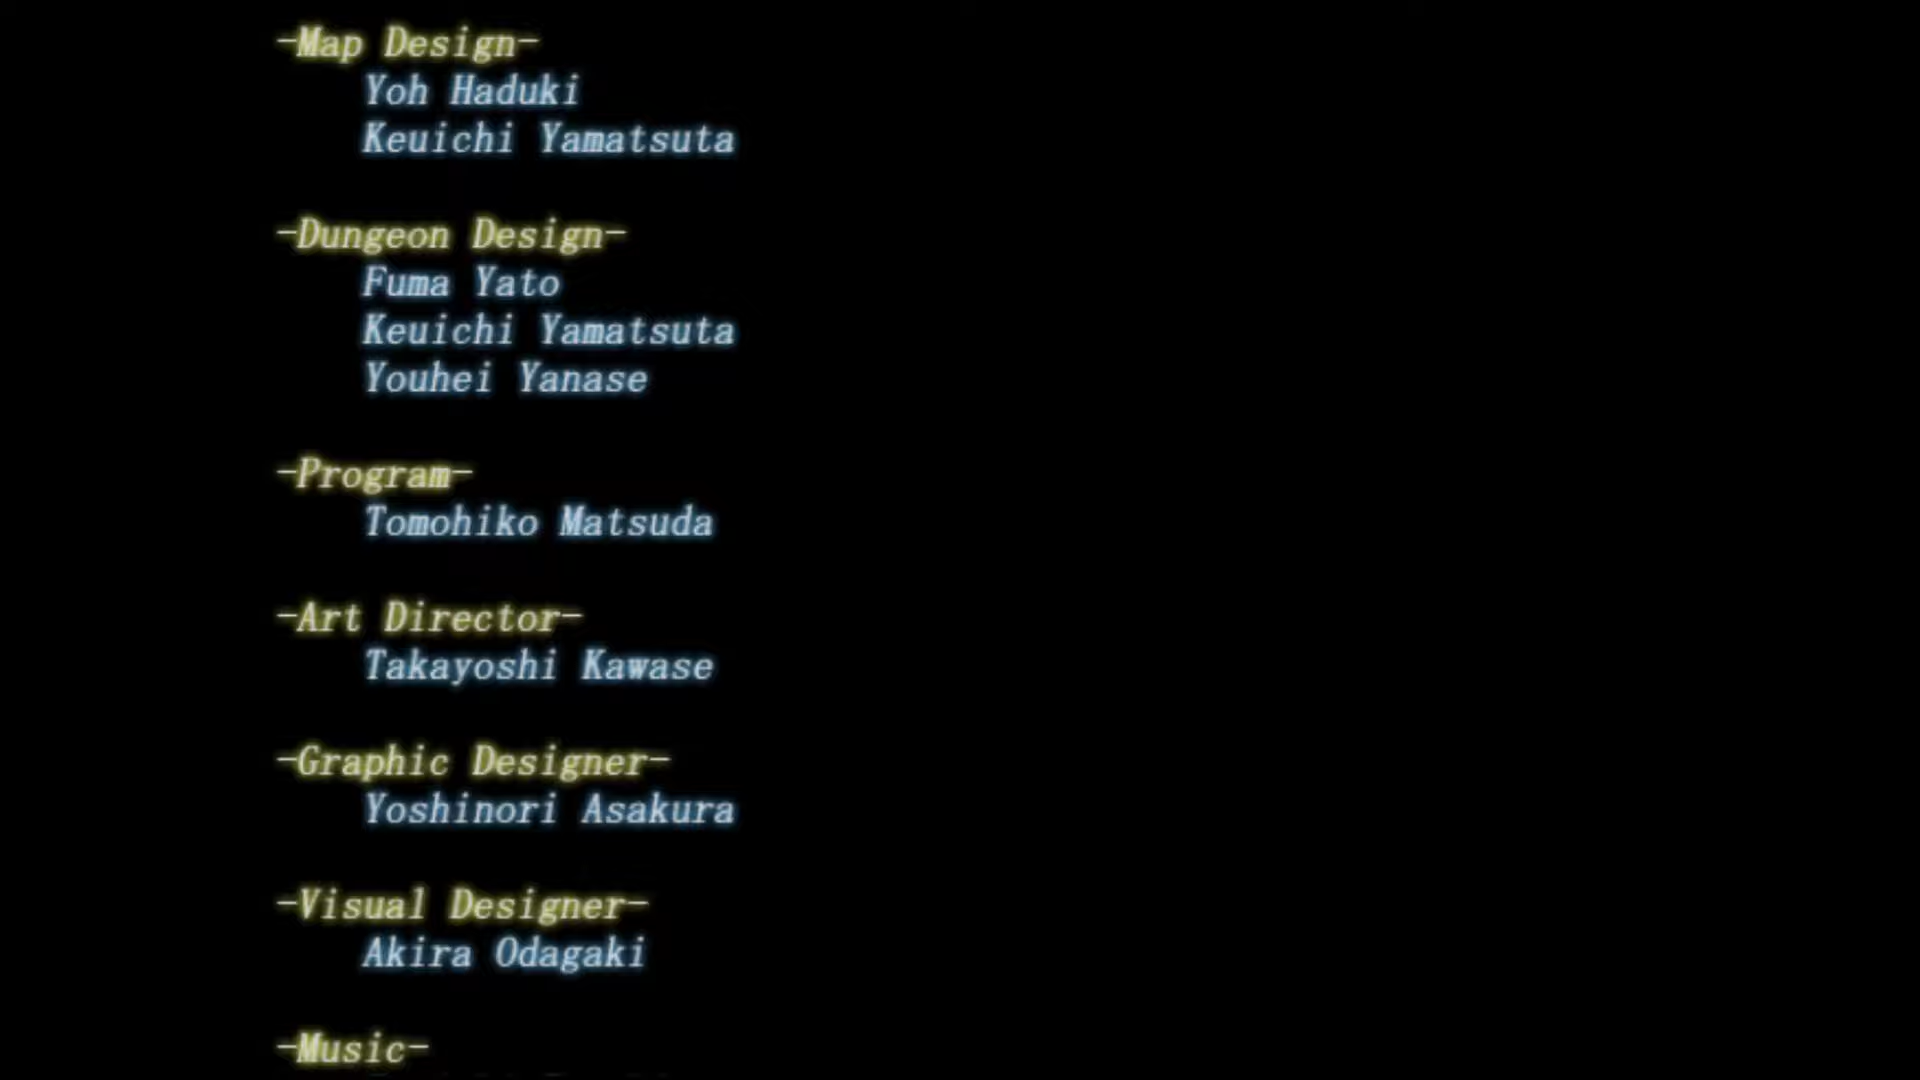 -Map Design-
Yoh Haduki
Keuichi Yamatsuta
-Dungeon Design-
Fuma Yato
Keuichi Yamatsuta
Youhei Yanase
-Program-
Tomohiko Matsuda
-Art Director-
Takayoshi Kawase
-Graphic Designer-
Yoshinori Asakura
-Visual Designer-
Akira Odagaki
-Music-